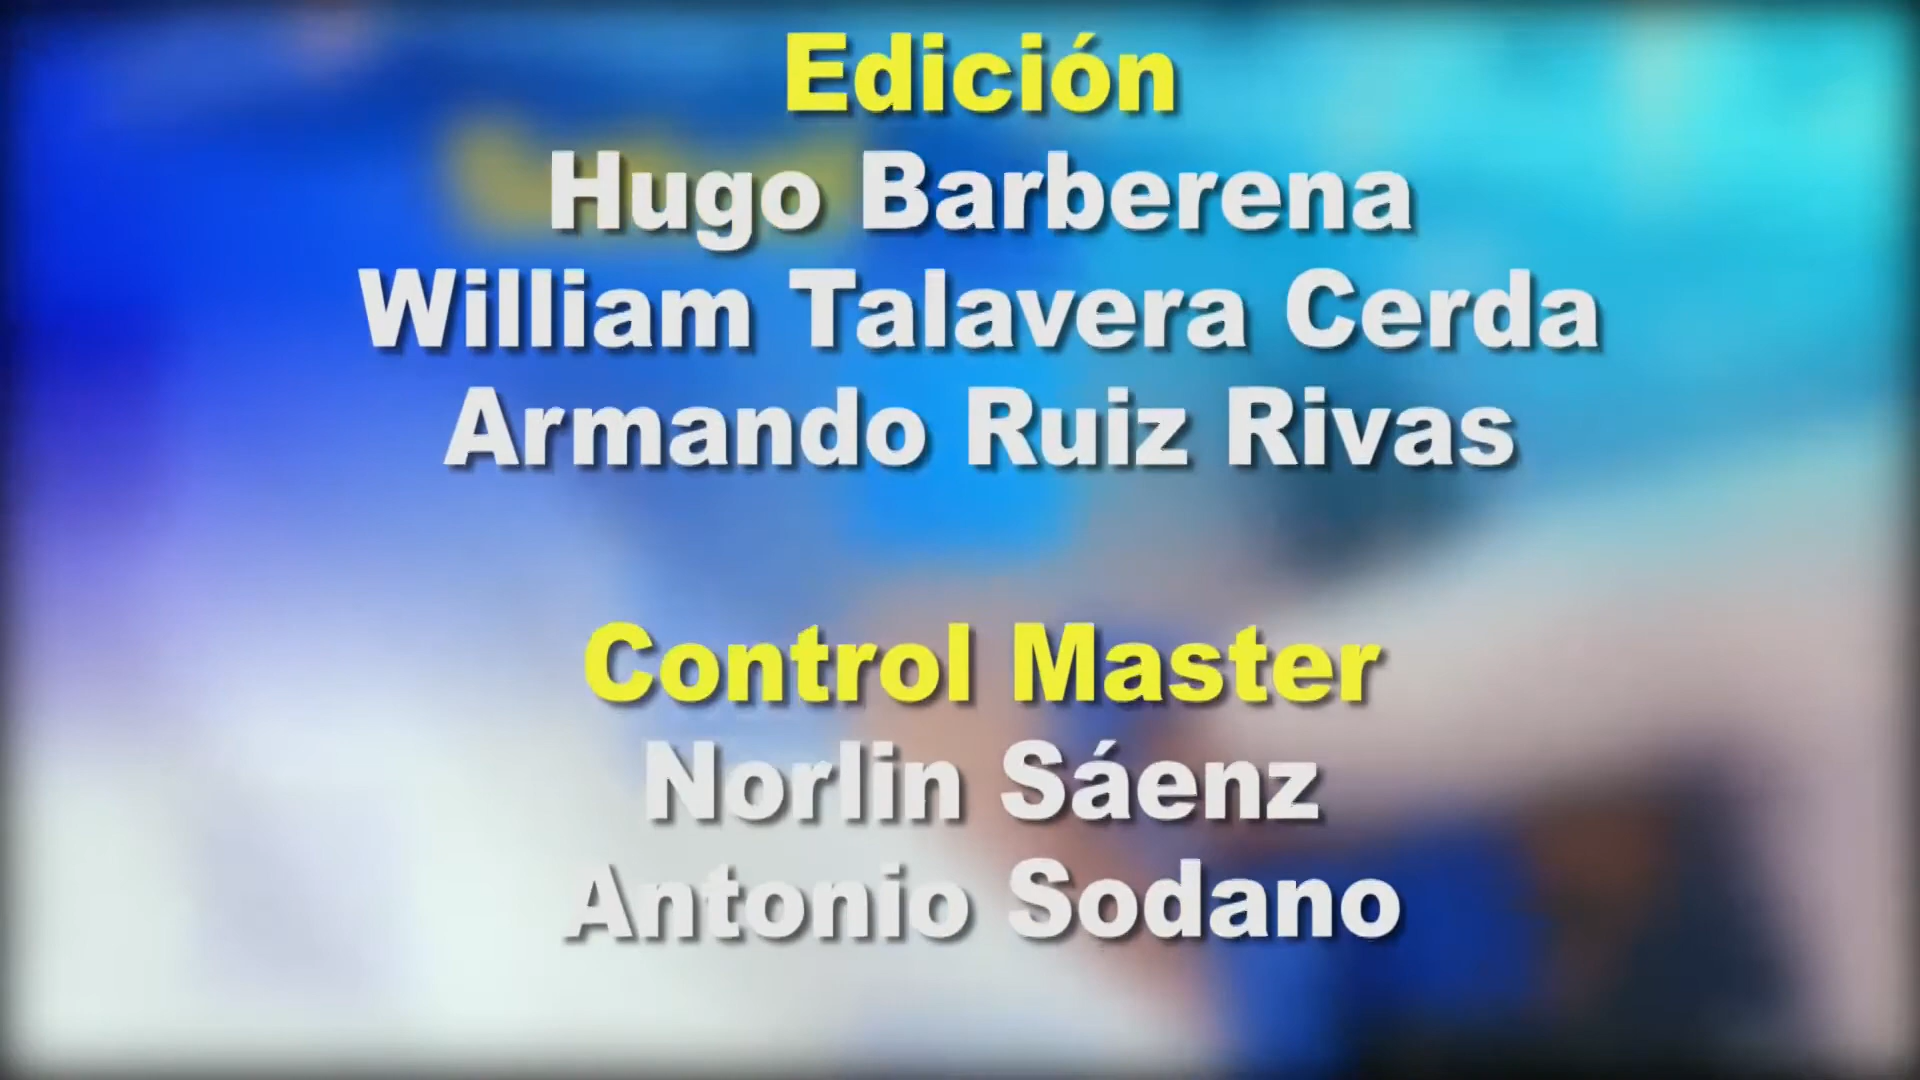 Edición
Hugo Barberena
William Talavera Cerda
Armando Ruiz Rivas
Control Master
Norlin Sáenz
Antonio Sodano